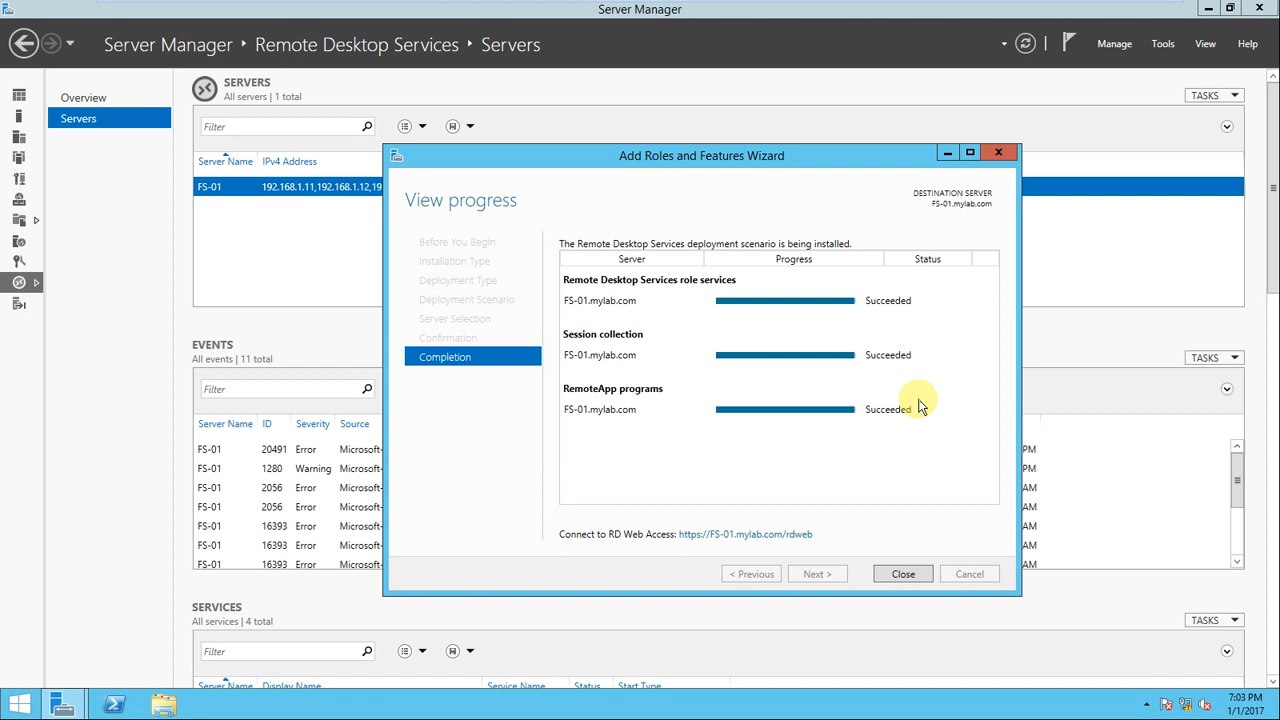 Server Manager
Server Manager ‣ Remote Desktop Services ‣ Servers
Manage Tools View Help
Overview
Servers
SERVERS
All servers | 1 total
TASKS
Filter
Server Name IPv4 Address
FS-01 192.168.1.11,192.168.1.12,19
Add Roles and Features Wizard
View progress
DESTINATION SERVER
FS-01.mylab.com
Before You Begin
Installation Type
Deployment Type
Deployment Scenario
Server Selection
Confirmation
Completion
The Remote Desktop Services deployment scenario is being installed.
Server Progress Status
Remote Desktop Services role services
FS-01.mylab.com Succeeded
Session collection
FS-01.mylab.com Succeeded
RemoteApp programs
FS-01.mylab.com Succeeded
Connect to RD Web Access: https://FS-01.mylab.com/rdweb
< Previous Next > Close Cancel
EVENTS
All events | 11 total
TASKS
Filter
Server Name ID Severity Source
FS-01 20491 Error Microsoft- PM
FS-01 1280 Warning Microsoft- PM
FS-01 2056 Error Microsoft- AM
FS-01 2056 Error Microsoft- AM
FS-01 16393 Error Microsoft- AM
FS-01 16393 Error Microsoft- AM
FS-01 16393 Error Microsoft- AM
SERVICES
All services | 4 total
TASKS
Filter
Server Name Display Name Service Name Status Start Type
7:03 PM
1/1/2017